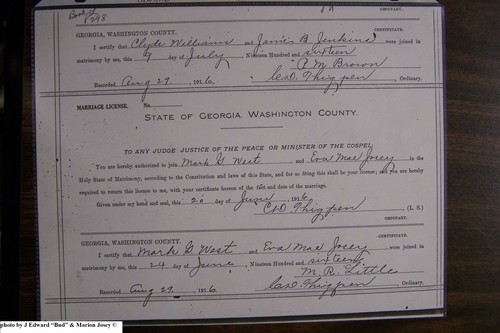 Book L
P298
ORDINARY.
CERTIFICATE.
GEORGIA, WASHINGTON COUNTY.
I certify that Clyde Williams and Janie B Jenkins were joined in
matrimony by me, this 9 day of July, Nineteen Hundred and sixteen
A M Brown
Recorded Aug 29 1916. Ordinary.
MARRIAGE LICENSE. No.
STATE OF GEORGIA, WASHINGTON COUNTY.
TO ANY JUDGE JUSTICE OF THE PEACE OR MINISTER OF THE GOSPEL
You are hereby authorized to join Mark G West and Eva Mae Josey in the
Holy State of Matrimony, according to the Constitution and laws of this State, and for so doing this shall be your license; and you are hereby
required to return this license to me, with your certificate hereon of the fact and date of the marriage.
Given under my hand and seal, this 20 day of June 1916
Thigpen (L. S.)
ORDINARY.
CERTIFICATE.
GEORGIA, WASHINGTON COUNTY.
I certify that Mark G West and Eva Mae Josey were joined in
matrimony by me, this 24 day of June, Nineteen Hundred and sixteen
M. R. Little
Recorded Aug 29, 1916. Thigpen Ordinary.
photo by J Edward “Bud” & Marion Josey ©